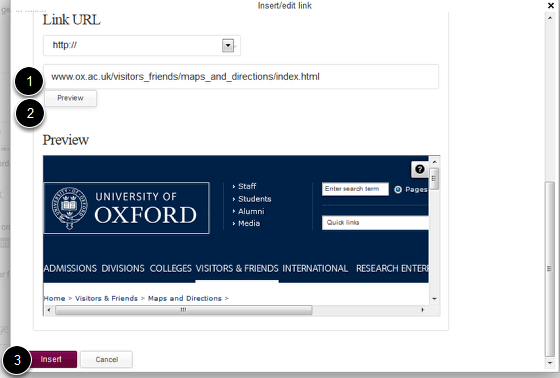 Insert/edit link
Link URL
http://
1
www.ox.ac.uk/visitors_friends/maps_and_directions/index.html
Preview
2
Preview
?
UNIVERSITY OF
OXFORD
Staff
Students
Alumni
Media
Enter search term
Pages
Quick links
ADMISSIONS DIVISIONS COLLEGES VISITORS & FRIENDS INTERNATIONAL RESEARCH ENTERP
Home > Visitors & Friends > Maps and Directions >
3
Insert
Cancel